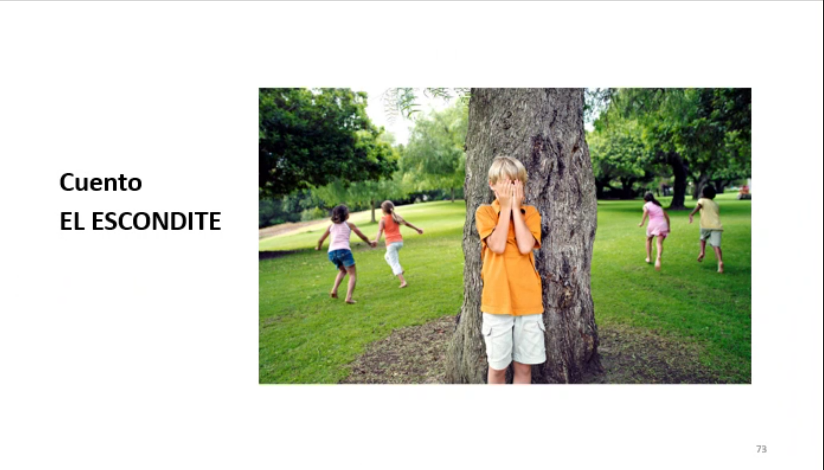 Cuento
EL ESCONDITE
73